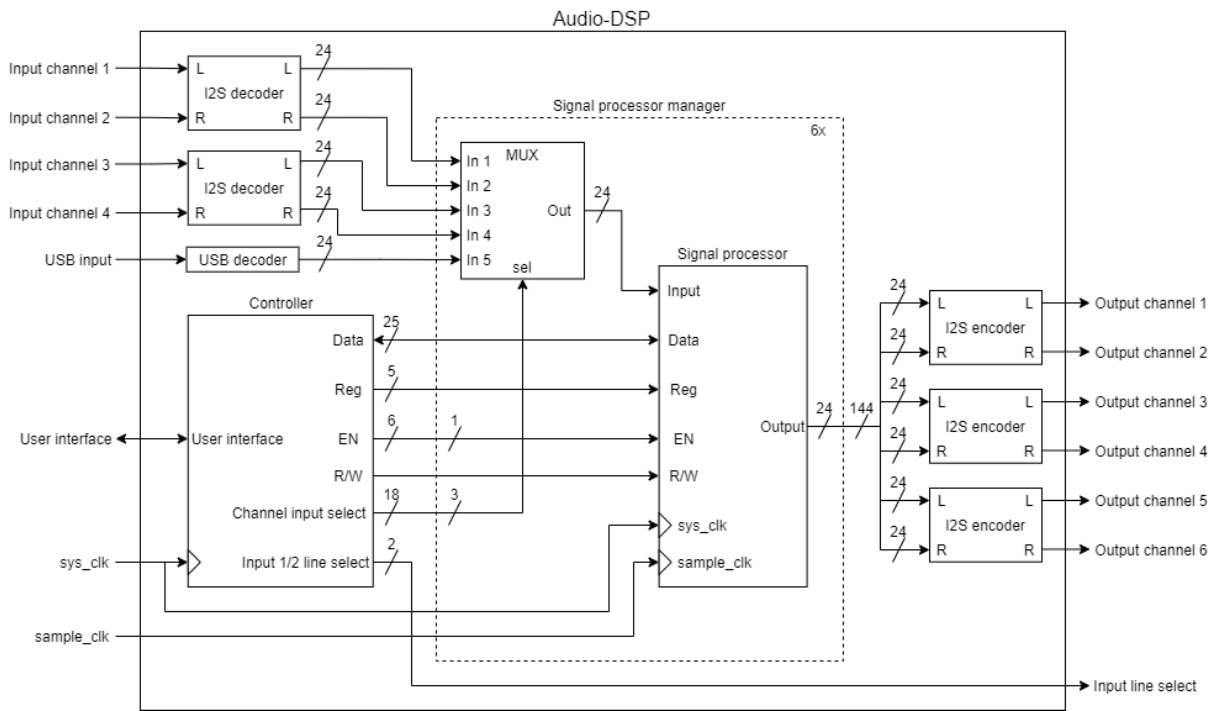 Audio-DSP
Input channel 1
L L
24
I2S decoder
Input channel 2
R R
24
Input channel 3
L L
24
I2S decoder
Input channel 4
R R
24
USB input
USB decoder
24
Signal processor manager
6x
MUX
In 1
In 2
In 3
In 4
In 5
Out
sel
24
Controller
Data
25
Reg
5
User interface
User interface
EN
6
1
R/W
Channel input select
18
3
sys_clk
Input 1/2 line select
2
sample_clk
Signal processor
Input
Data
Reg
EN
R/W
sys_clk
sample_clk
Output
24
144
24
L L
Output channel 1
I2S encoder
24
R R
Output channel 2
24
L L
Output channel 3
I2S encoder
24
R R
Output channel 4
24
L L
Output channel 5
I2S encoder
24
R R
Output channel 6
Input line select